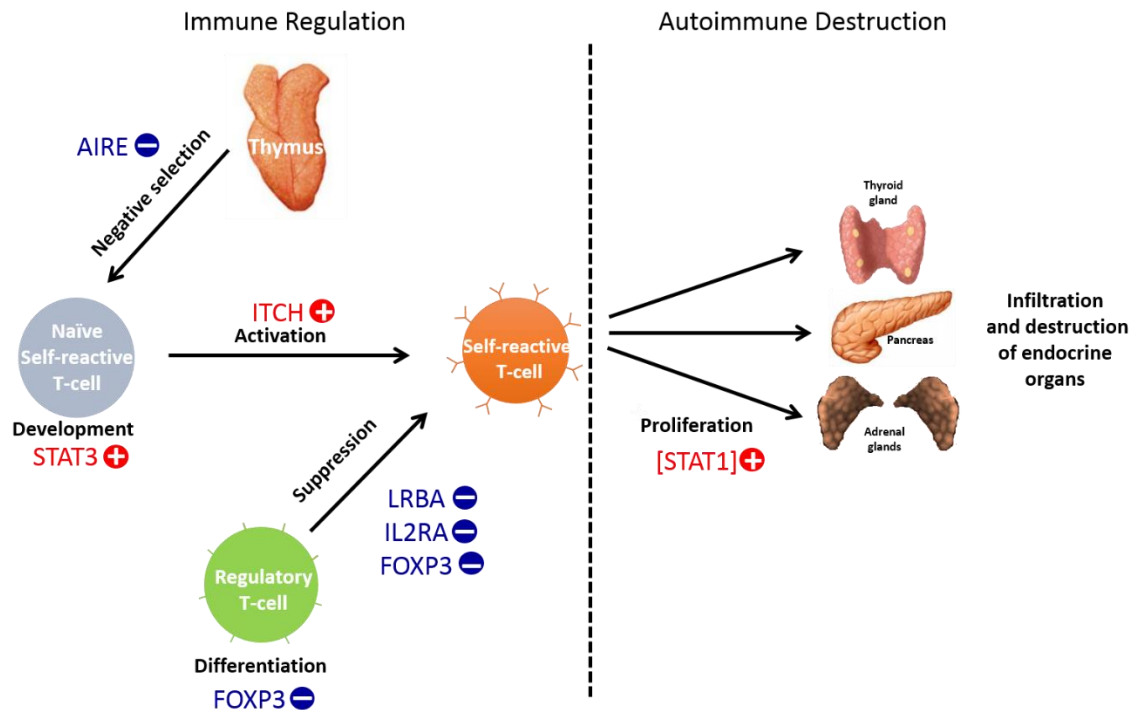 Immune Regulation
Autoimmune Destruction
Thymus
AIRE −
Negative selection
Naïve
Self-reactive
T-cell
Development
STAT3 +
ITCH +
Activation
Self-reactive
T-cell
Suppression
LRBA −
IL2RA −
FOXP3 −
Regulatory
T-cell
Differentiation
FOXP3 −
Thyroid
gland
Pancreas
Adrenal
glands
Proliferation
[STAT1] +
Infiltration
and destruction
of endocrine
organs